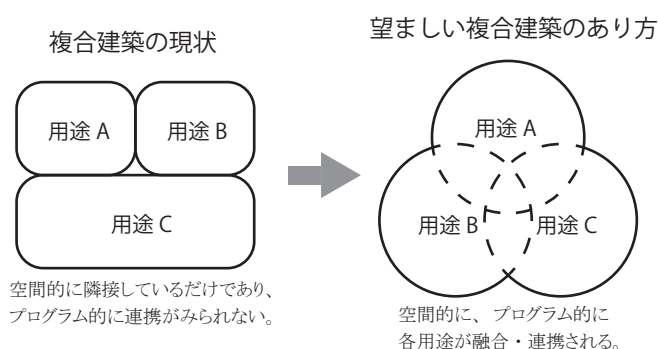 複合建築の現状
用途 A
用途 B
用途 C
空間的に隣接しているだけであり、
プログラム的に連携がみられない。
望ましい複合建築のあり方
用途 A
用途 B
用途 C
空間的に、プログラム的に
各用途が融合・連携される。